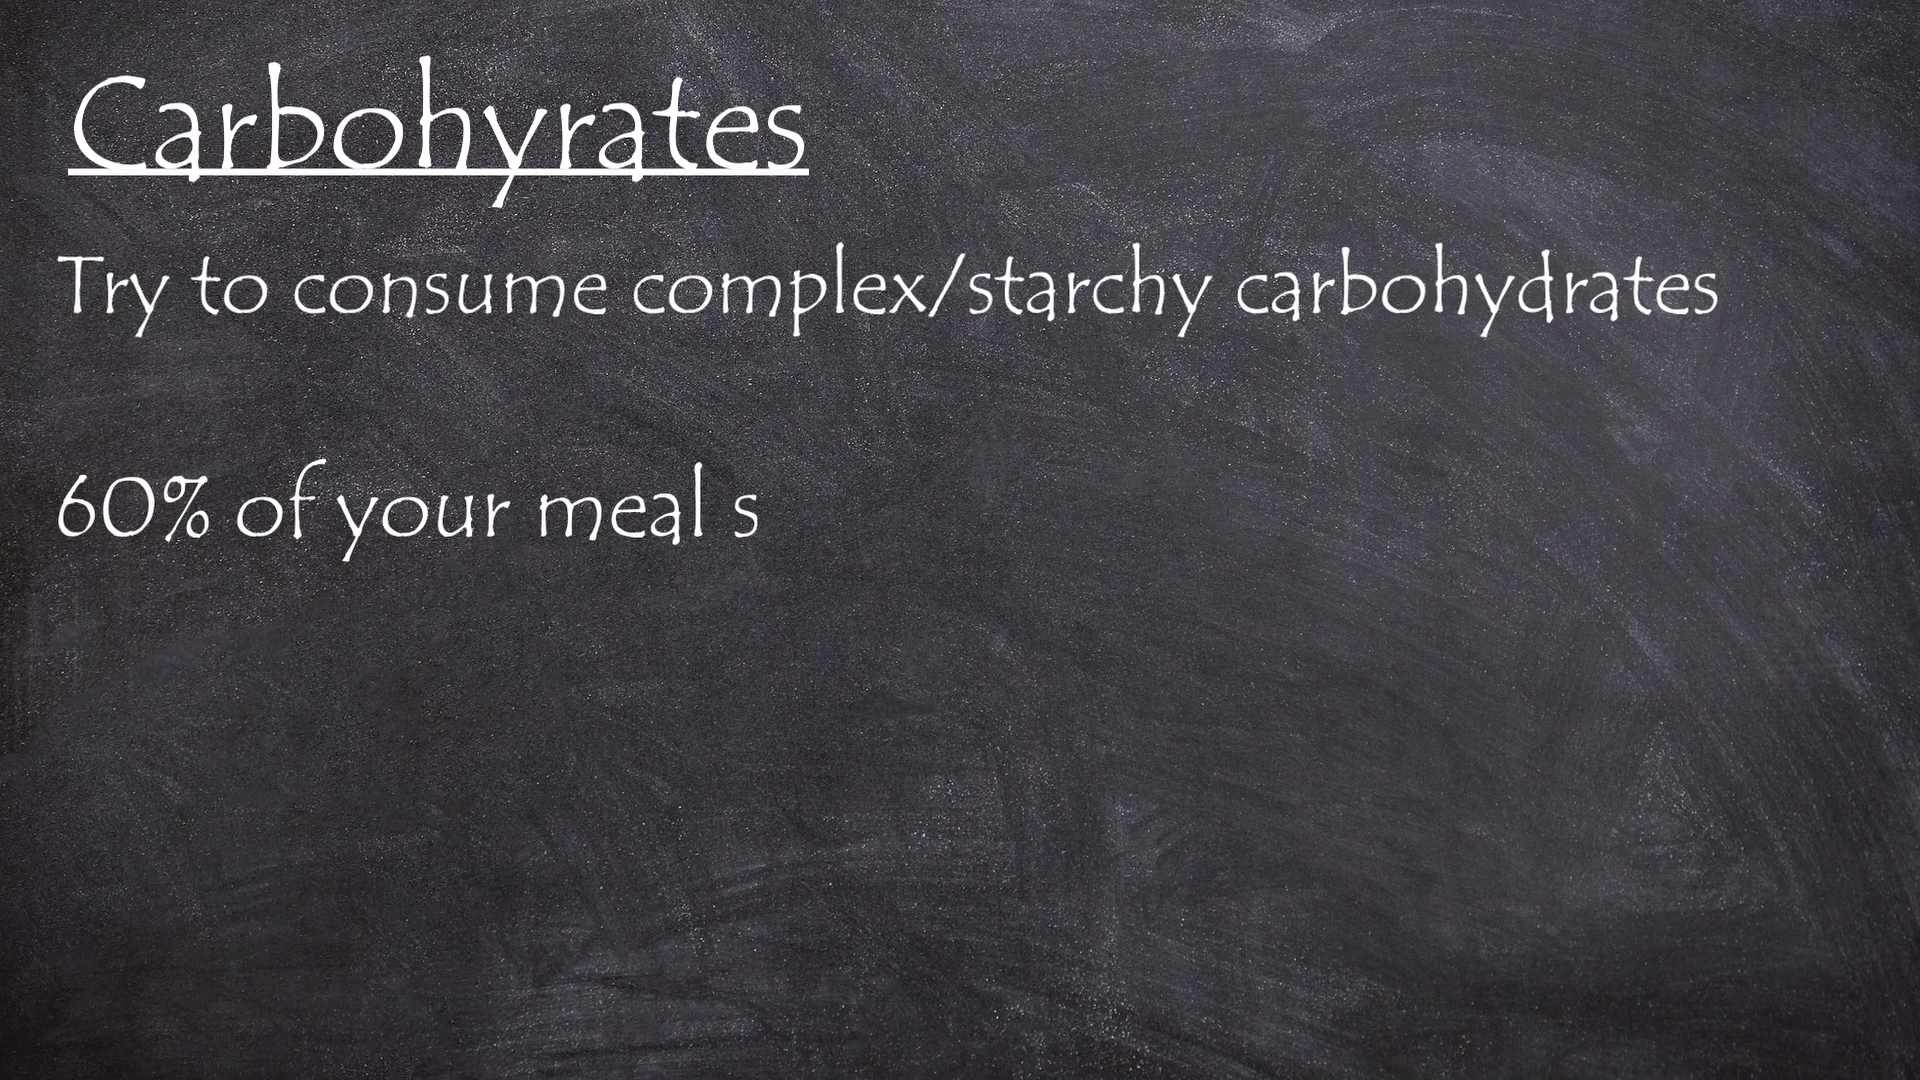 Carbohyrates
Try to consume complex/starchy carbohydrates
60% of your meal s